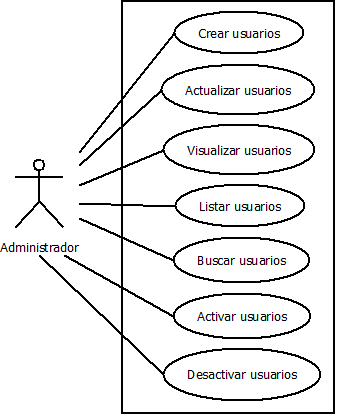 Crear usuarios
Actualizar usuarios
Visualizar usuarios
Listar usuarios
Administrador
Buscar usuarios
Activar usuarios
Desactivar usuarios